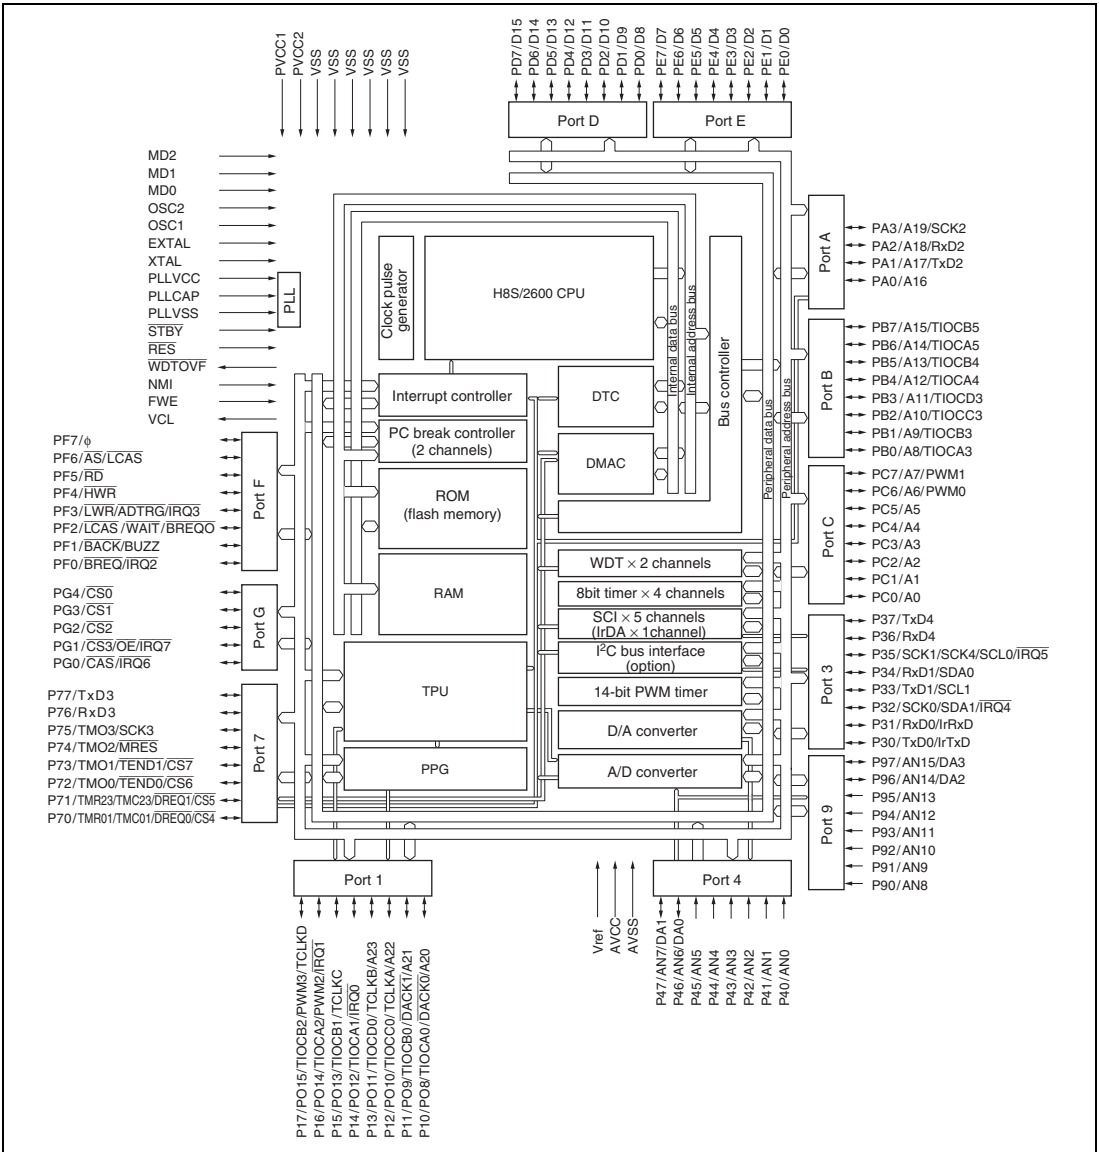 PVCC1
PVCC2
VSS
VSS
VSS
VSS
VSS
VSS
PD7/D15
PD6/D14
PD5/D13
PD4/D12
PD3/D11
PD2/D10
PD1/D9
PD0/D8
PE7/D7
PE6/D6
PE5/D5
PE4/D4
PE3/D3
PE2/D2
PE1/D1
PE0/D0
Port D
Port E
MD2
MD1
MD0
OSC2
OSC1
EXTAL
XTAL
PLLVCC
PLLCAP
PLLVSS
STBY
RES
WDTOVF
NMI
FWE
VCL
PLL
Clock pulse
generator
H8S/2600 CPU
Internal data bus
Internal address bus
Bus controller
Peripheral data bus
Peripheral address bus
Interrupt controller
PC break controller
(2 channels)
DTC
DMAC
ROM
(flash memory)
RAM
WDT × 2 channels
8bit timer × 4 channels
SCI × 5 channels
(IrDA × 1channel)
I²C bus interface
(option)
14-bit PWM timer
TPU
D/A converter
PPG
A/D converter
Port A
PA3/A19/SCK2
PA2/A18/RxD2
PA1/A17/TxD2
PA0/A16
Port B
PB7/A15/TIOCB5
PB6/A14/TIOCA5
PB5/A13/TIOCB4
PB4/A12/TIOCA4
PB3/A11/TIOCD3
PB2/A10/TIOCC3
PB1/A9/TIOCB3
PB0/A8/TIOCA3
Port C
PC7/A7/PWM1
PC6/A6/PWM0
PC5/A5
PC4/A4
PC3/A3
PC2/A2
PC1/A1
PC0/A0
Port 3
P37/TxD4
P36/RxD4
P35/SCK1/SCK4/SCL0/IRQ5
P34/RxD1/SDA0
P33/TxD1/SCL1
P32/SCK0/SDA1/IRQ4
P31/RxD0/IrRxD
P30/TxD0/IrTxD
Port 9
P97/AN15/DA3
P96/AN14/DA2
P95/AN13
P94/AN12
P93/AN11
P92/AN10
P91/AN9
P90/AN8
PF7/ϕ
PF6/AS/LCAS
PF5/RD
PF4/HWR
PF3/LWR/ADTRG/IRQ3
PF2/LCAS/WAIT/BREQO
PF1/BACK/BUZZ
PF0/BREQ/IRQ2
Port F
PG4/CS0
PG3/CS1
PG2/CS2
PG1/CS3/OE/IRQ7
PG0/CAS/IRQ6
Port G
P77/TxD3
P76/RxD3
P75/TMO3/SCK3
P74/TMO2/MRES
P73/TMO1/TEND1/CS7
P72/TMO0/TEND0/CS6
P71/TMR23/TMC23/DREQ1/CS5
P70/TMR01/TMC01/DREQ0/CS4
Port 7
Port 1
P17/PO15/TIOCB2/PWM3/TCLKD
P16/PO14/TIOCA2/PWM2/IRQ1
P15/PO13/TIOCB1/TCLKC
P14/PO12/TIOCA1/IRQ0
P13/PO11/TIOCD0/TCLKB/A23
P12/PO10/TIOCC0/TCLKA/A22
P11/PO9/TIOCB0/DACK1/A21
P10/PO8/TIOCA0/DACK0/A20
Vref
AVCC
AVSS
Port 4
P47/AN7/DA1
P46/AN6/DA0
P45/AN5
P44/AN4
P43/AN3
P42/AN2
P41/AN1
P40/AN0